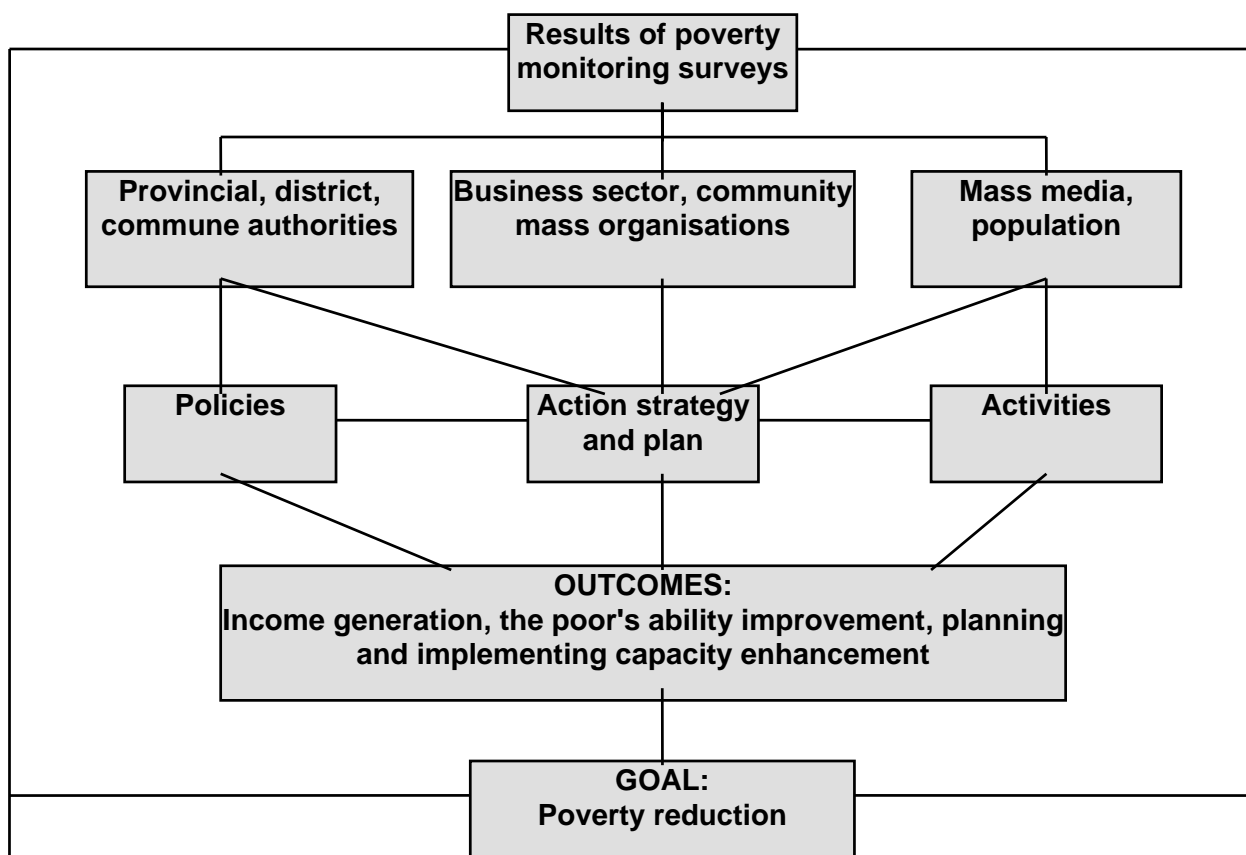 Results of poverty
monitoring surveys
Provincial, district,
commune authorities
Business sector, community
mass organisations
Mass media,
population
Policies
Action strategy
and plan
Activities
OUTCOMES:
Income generation, the poor's ability improvement, planning
and implementing capacity enhancement
GOAL:
Poverty reduction